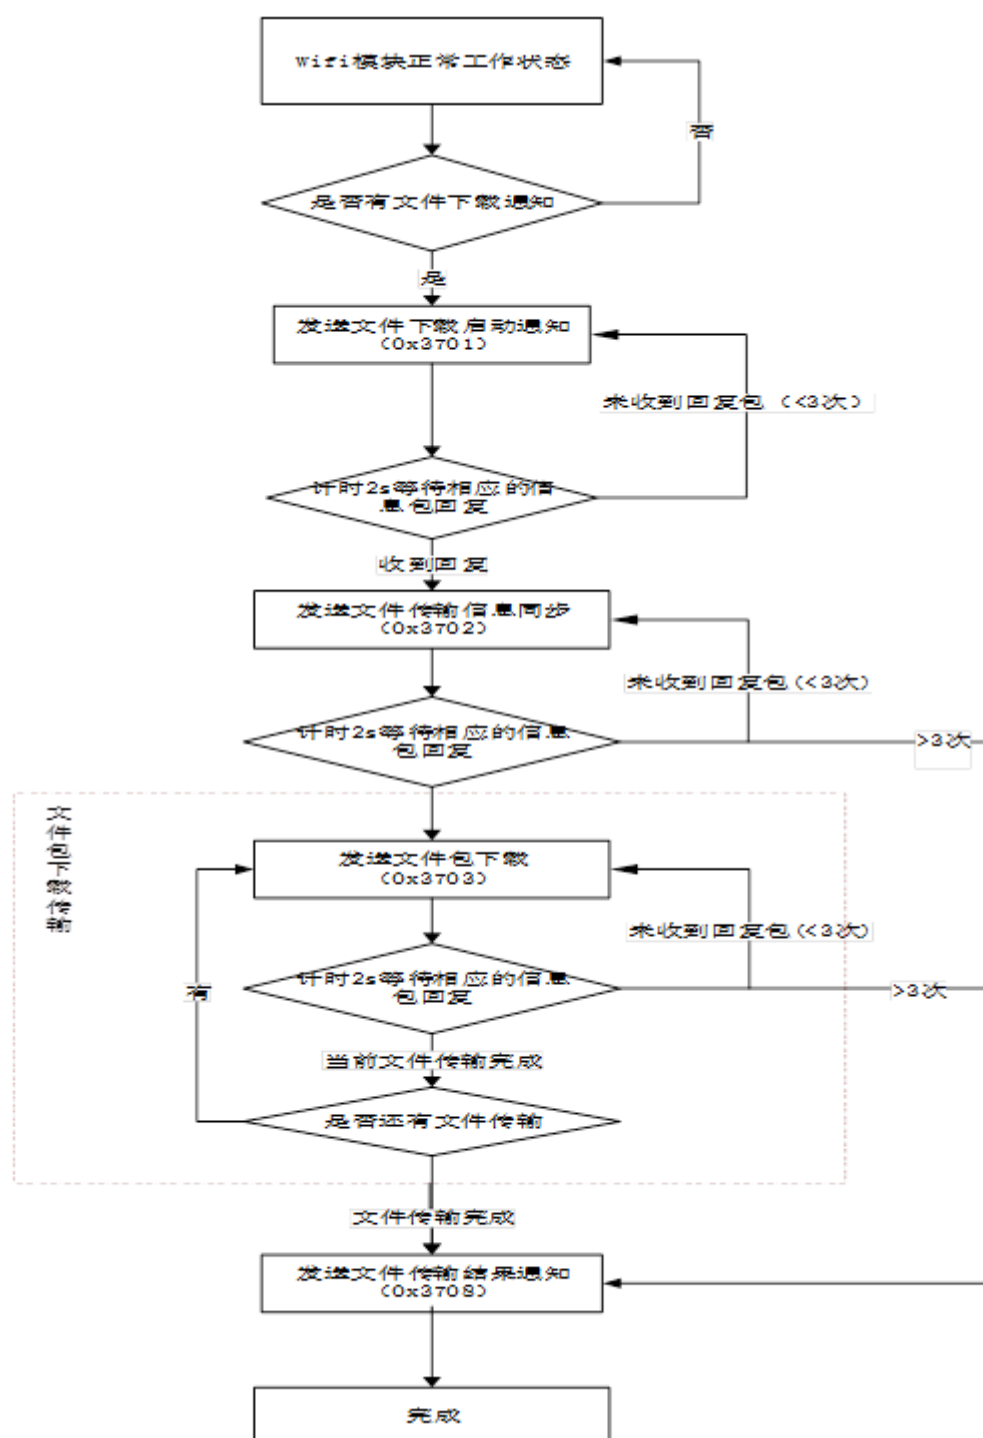 wifi模块正常工作状态
否
是否有文件下载通知
是
发送文件下载启动通知
(0x3701)
未收到回复包（<3次）
计时2s等待相应的信
息包回复
收到回复
发送文件传输信息同步
(0x3702)
未收到回复包(<3次)
计时2s等待相应的信息
包回复
>3次
文件包下载传输
发送文件包下载
(0x3703)
未收到回复包(<3次)
有
计时2s等待相应的信息
包回复
>3次
当前文件传输完成
是否还有文件传输
文件传输完成
发送文件传输结果通知
(0x3708)
完成